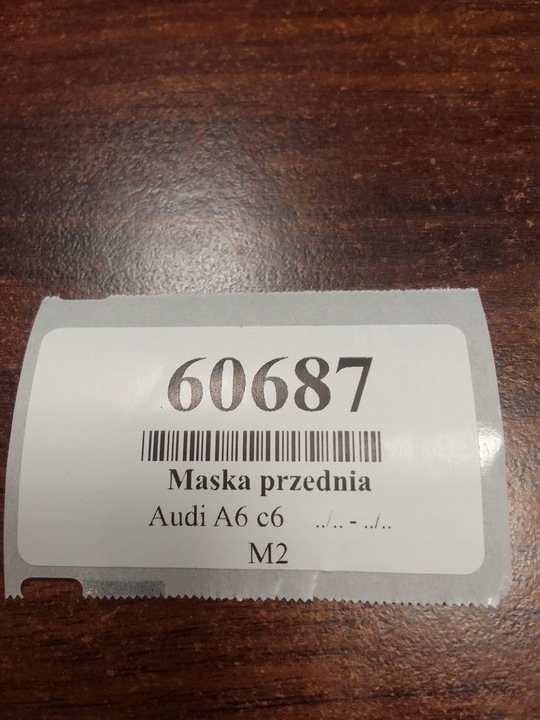 60687
Maska przednia
Audi A6 c6 ../.. - ../..
M2